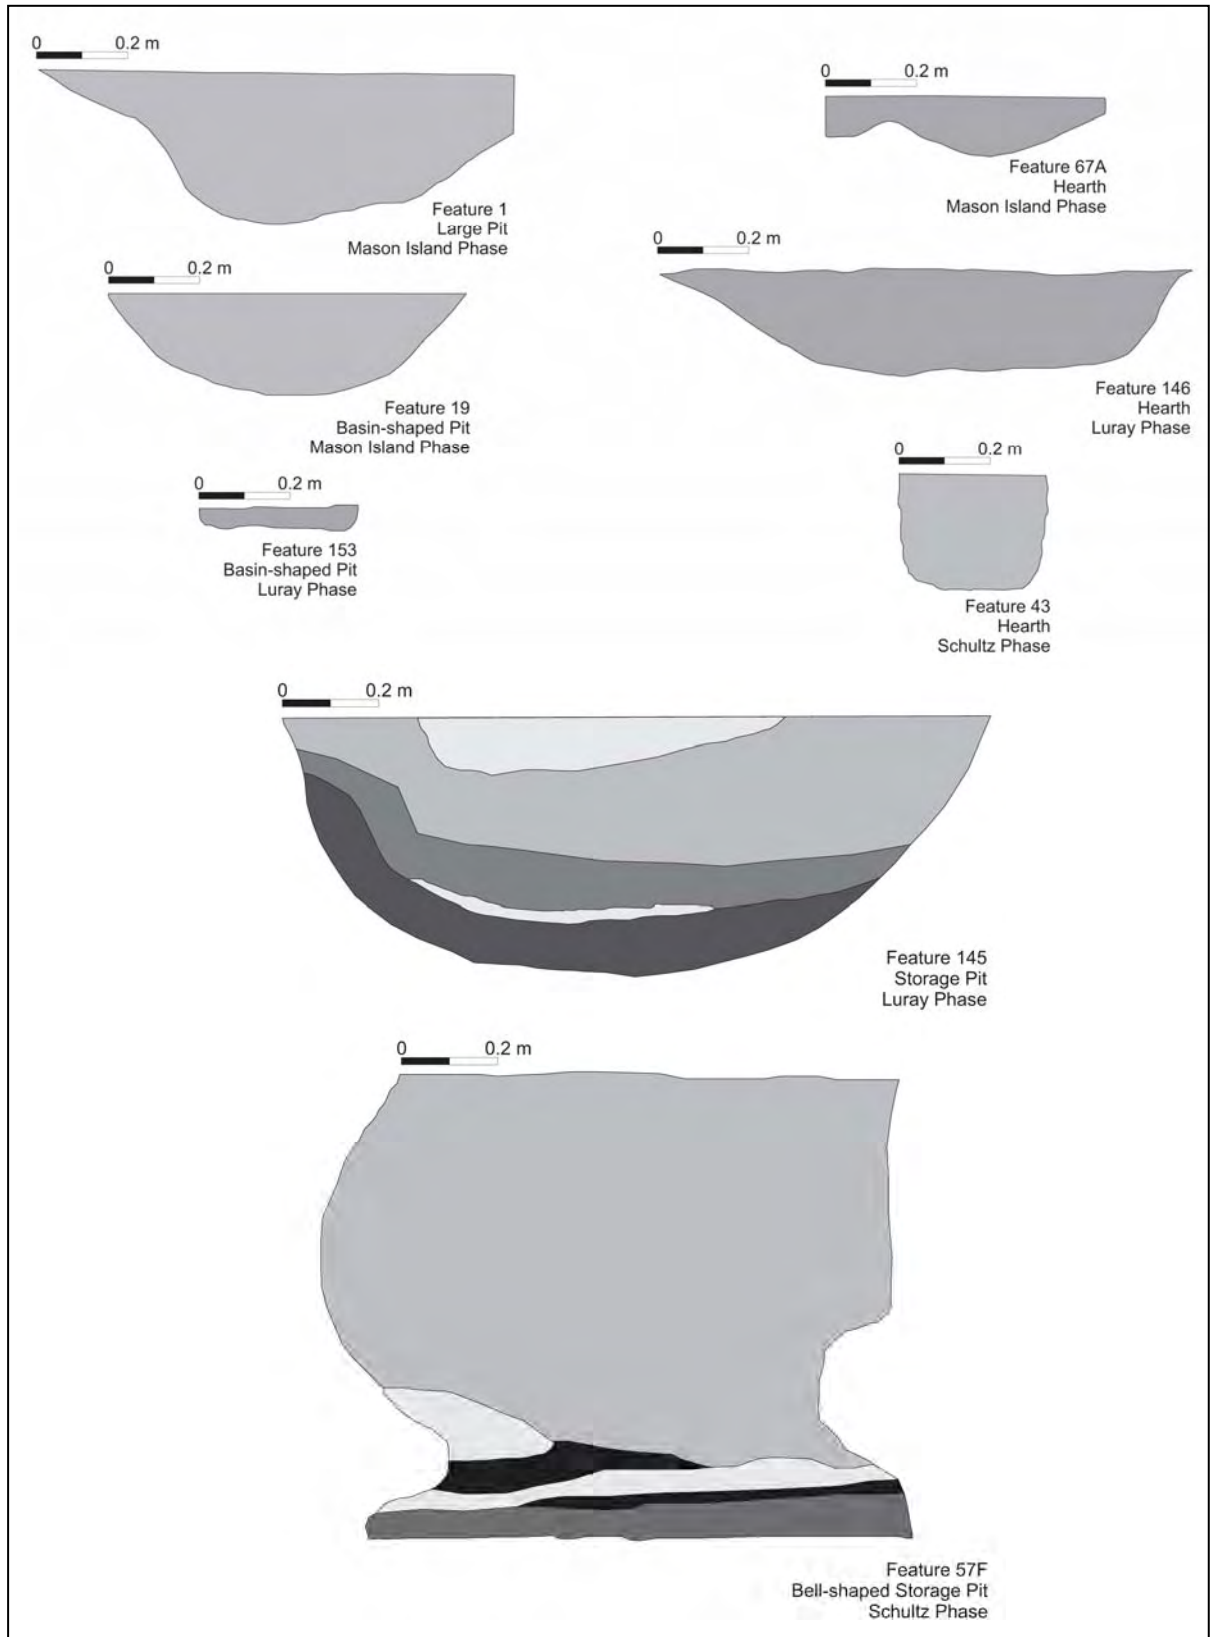 0 0.2 m
Feature 1
Large Pit
Mason Island Phase
0 0.2 m
Feature 67A
Hearth
Mason Island Phase
0 0.2 m
Feature 19
Basin-shaped Pit
Mason Island Phase
0 0.2 m
Feature 146
Hearth
Luray Phase
0 0.2 m
Feature 153
Basin-shaped Pit
Luray Phase
0 0.2 m
Feature 43
Hearth
Schultz Phase
0 0.2 m
Feature 145
Storage Pit
Luray Phase
0 0.2 m
Feature 57F
Bell-shaped Storage Pit
Schultz Phase